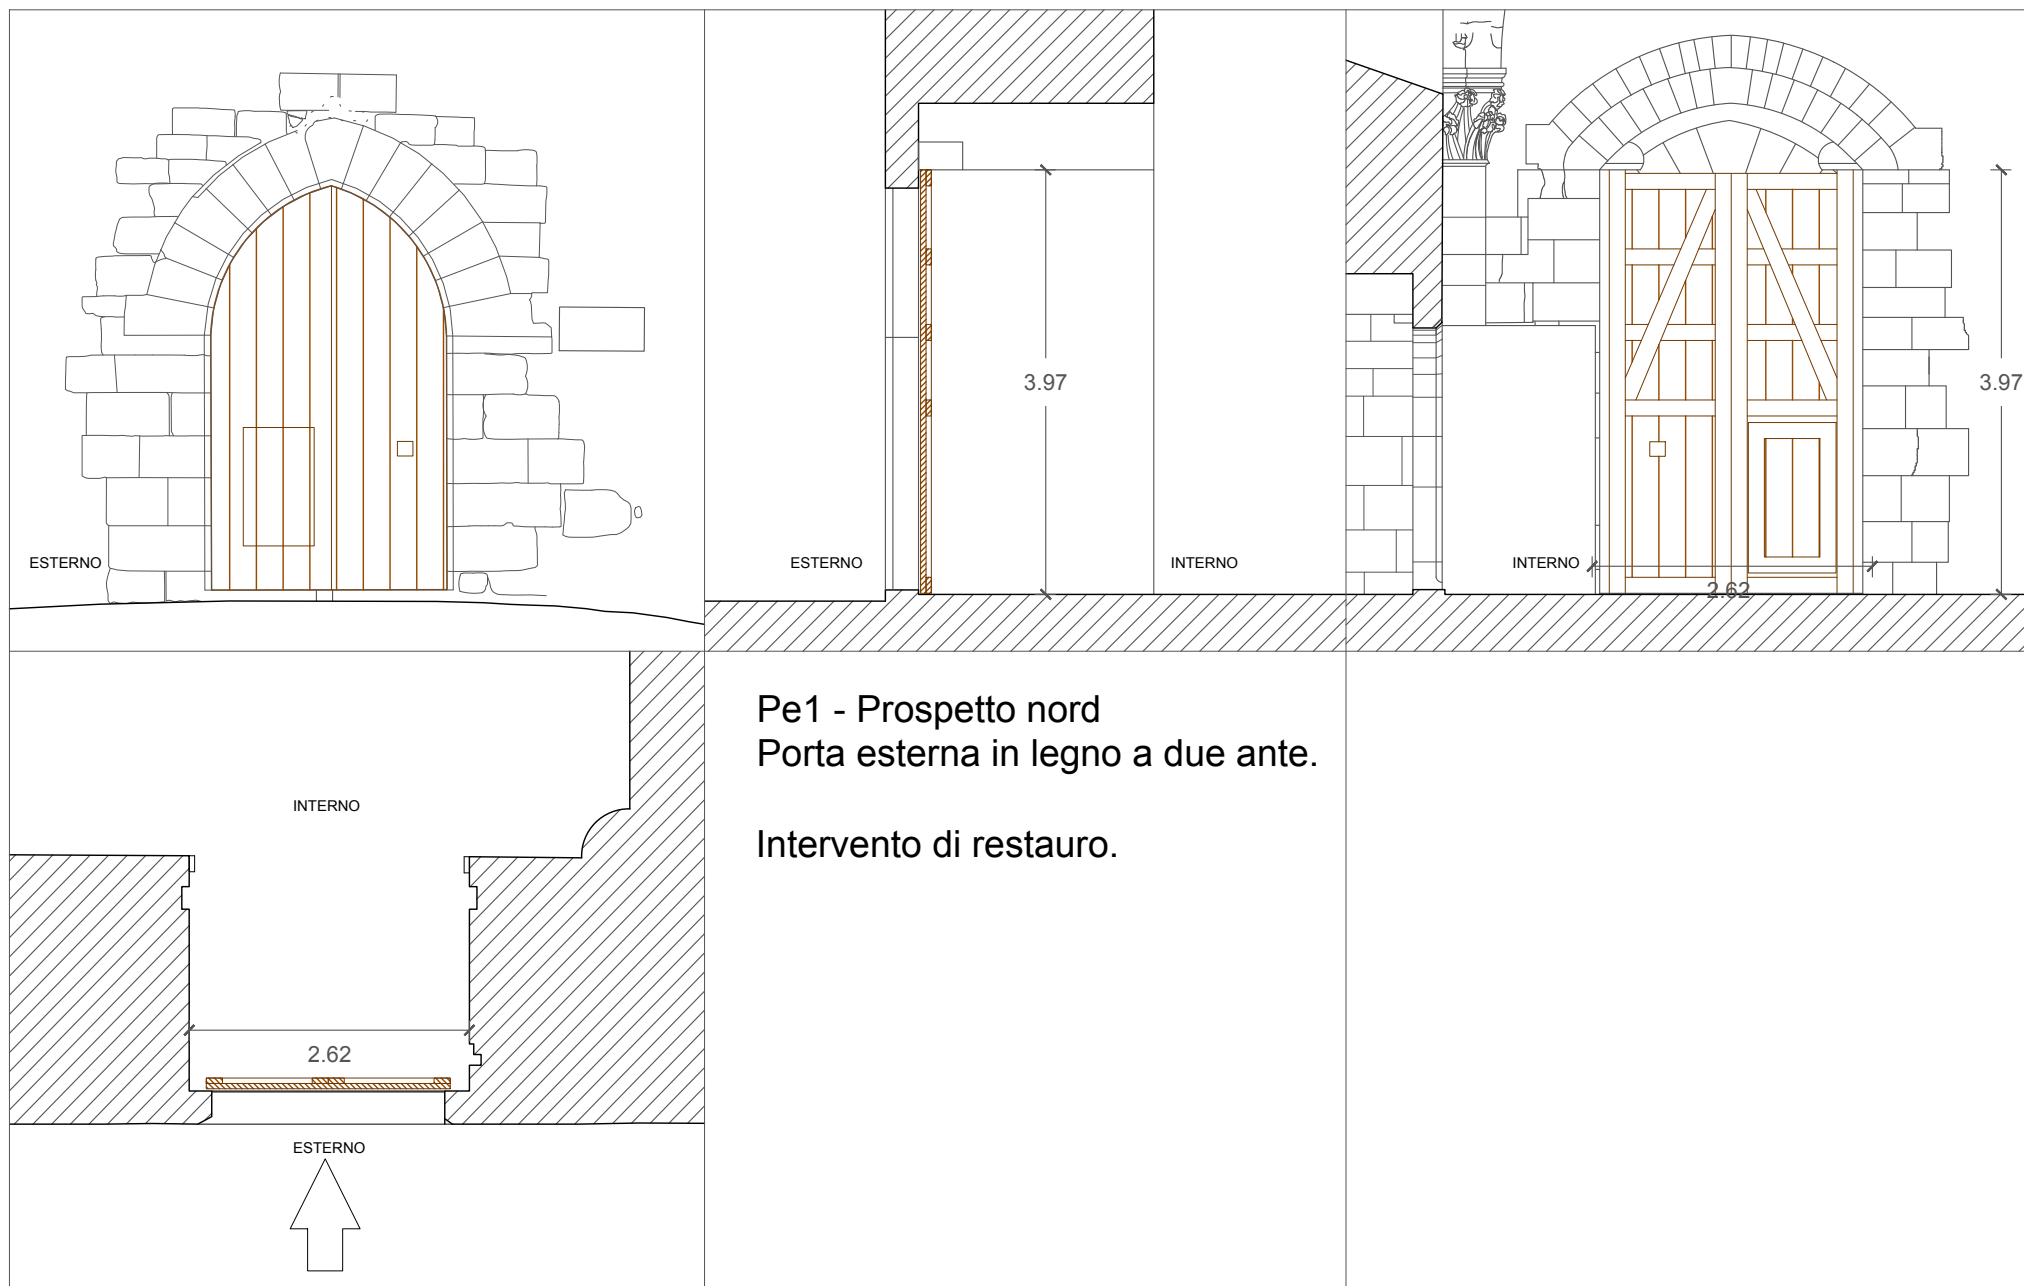 ESTERNO
ESTERNO
3.97
INTERNO
INTERNO
2.62
3.97
INTERNO
2.62
ESTERNO
Pe1 - Prospetto nord
Porta esterna in legno a due ante.
Intervento di restauro.